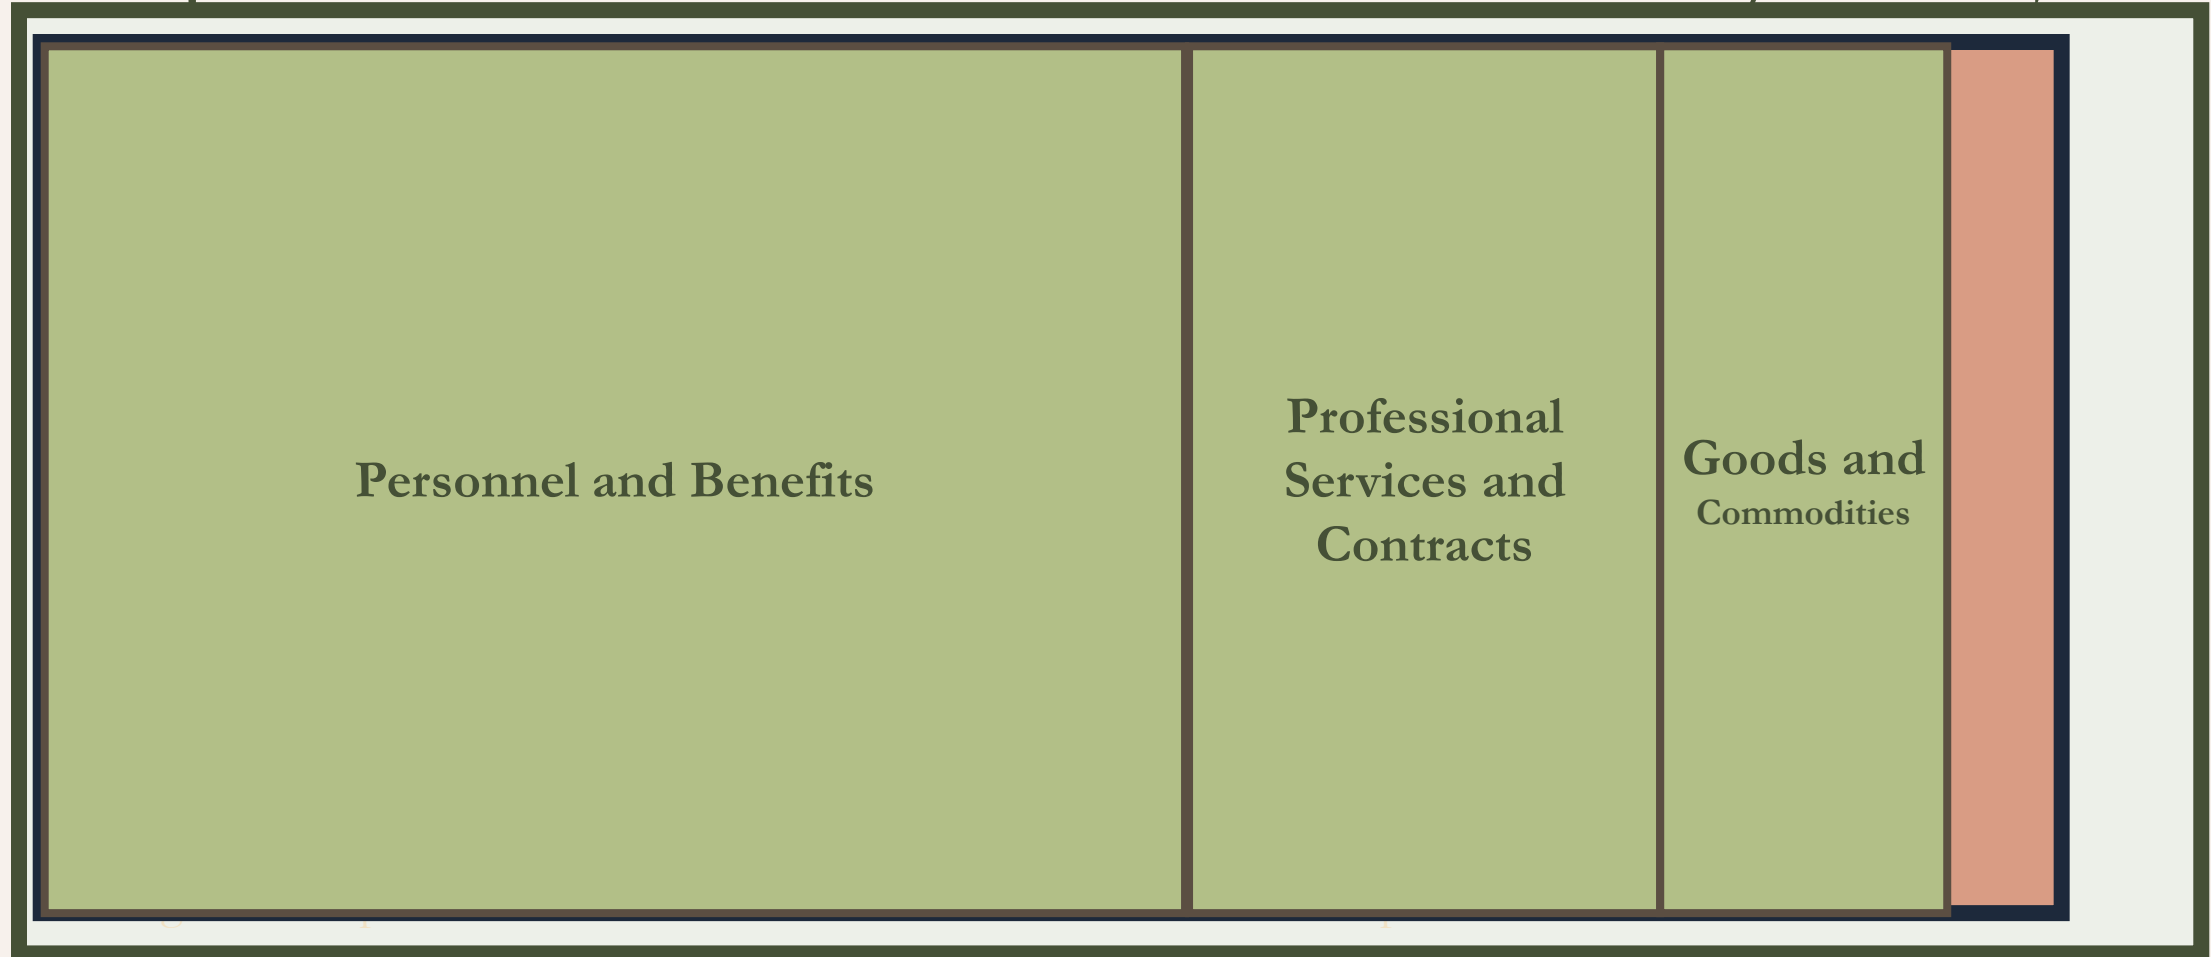 Personnel and Benefits
Professional
Services and
Contracts
Goods and
Commodities